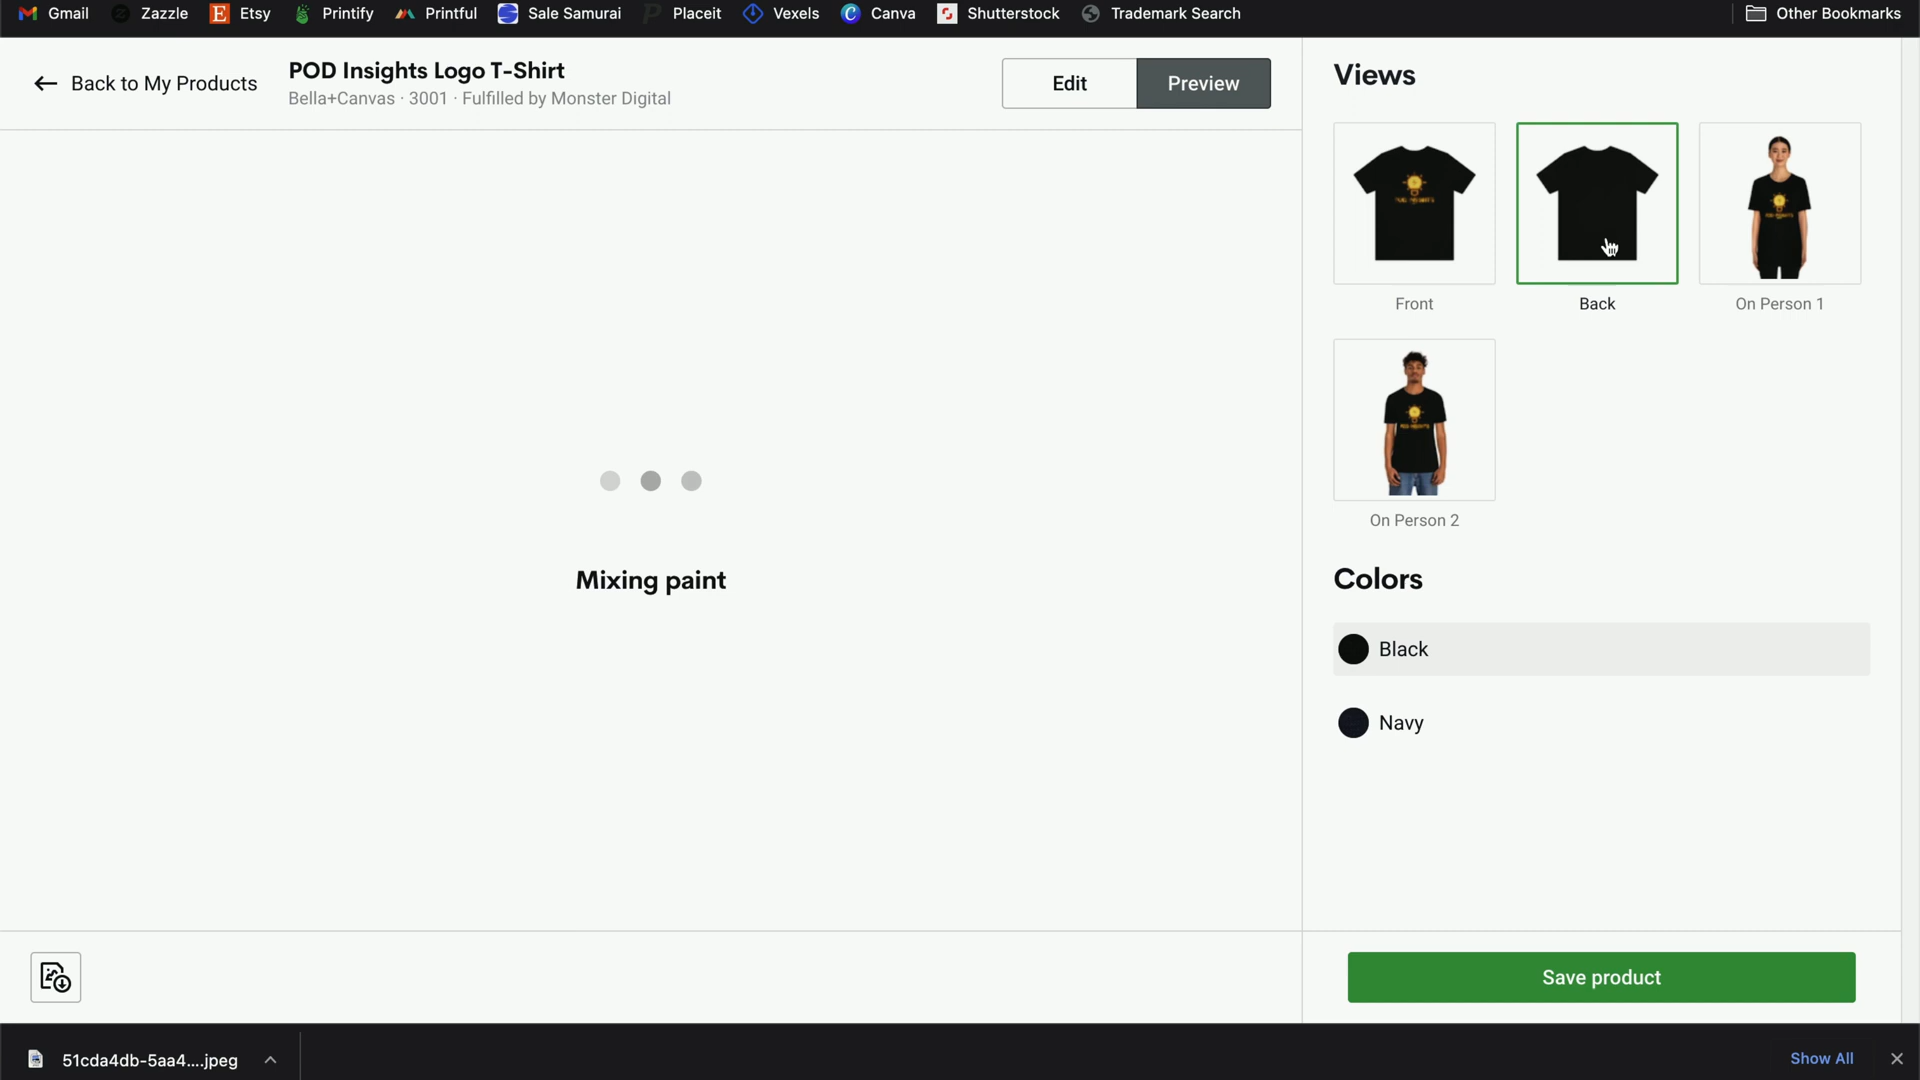 Gmail
Zazzle
Etsy
Printify
Printful
Sale Samurai
Placeit
Vexels
Canva
Shutterstock
Trademark Search
Other Bookmarks
Back to My Products
POD Insights Logo T-Shirt
Bella+Canvas · 3001 · Fulfilled by Monster Digital
Edit
Preview
Views
Front
Back
On Person 1
On Person 2
Mixing paint
Colors
Black
Navy
Save product
51cda4db-5aa4....jpeg
Show All